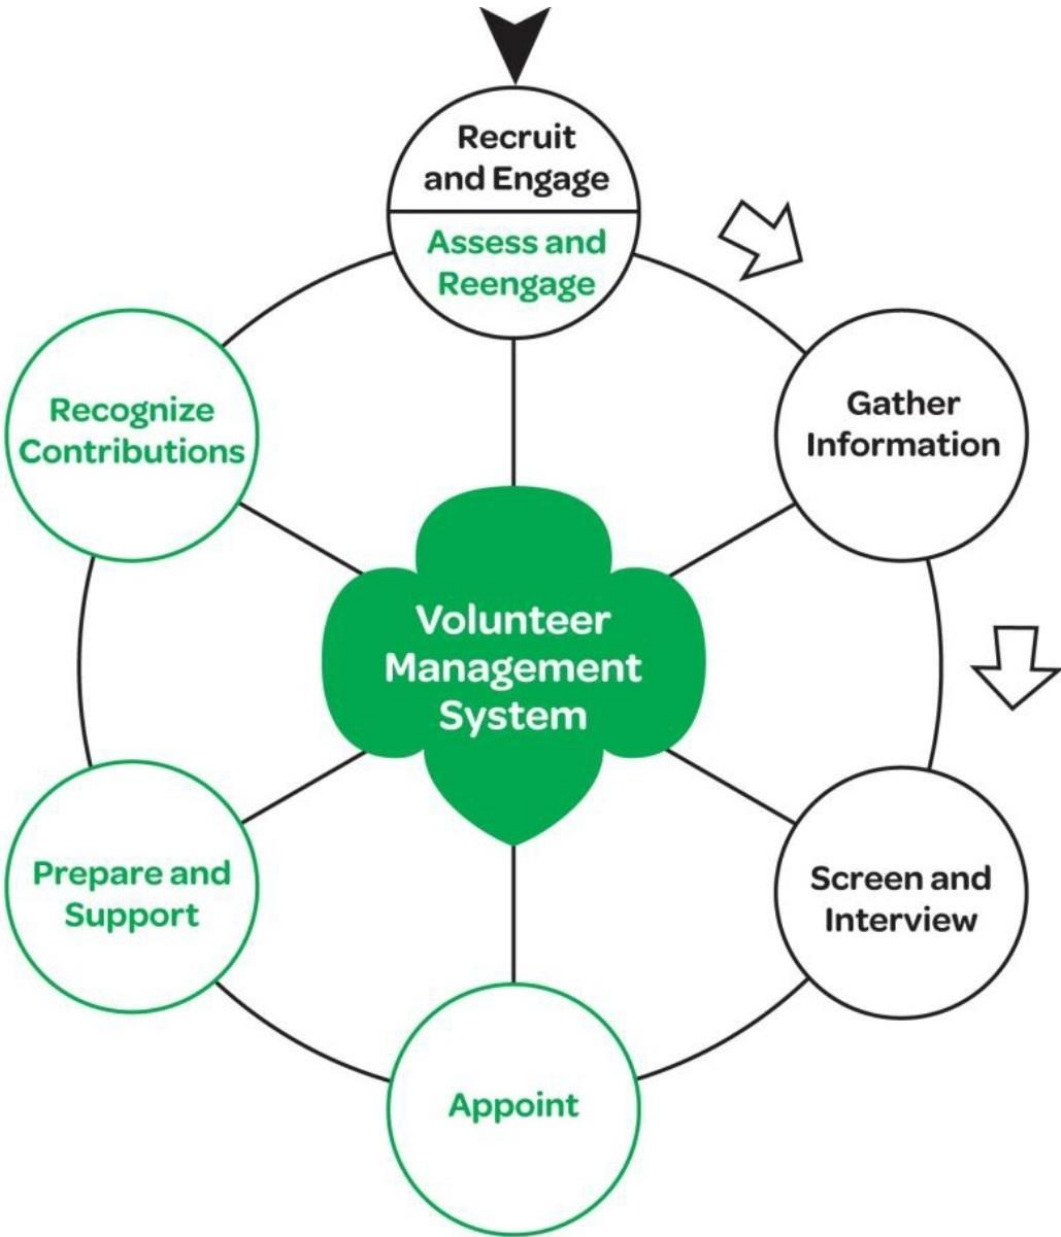 Recruit
and Engage
Assess and
Reengage
Gather
Information
Screen and
Interview
Appoint
Prepare and
Support
Recognize
Contributions
Volunteer
Management
System